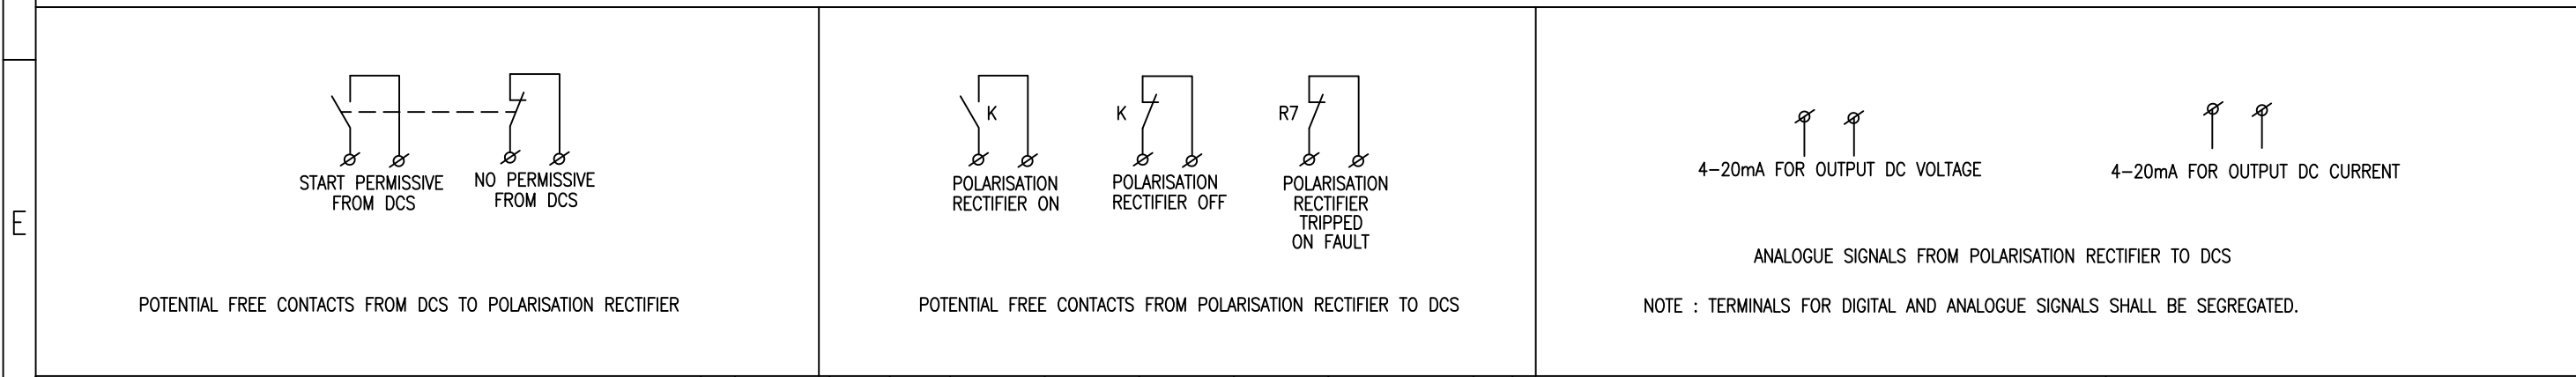 E
START PERMISSIVE
FROM DCS
NO PERMISSIVE
FROM DCS
POTENTIAL FREE CONTACTS FROM DCS TO POLARISATION RECTIFIER
K
POLARISATION
RECTIFIER ON
K
POLARISATION
RECTIFIER OFF
R7
POLARISATION
RECTIFIER
TRIPPED
ON FAULT
POTENTIAL FREE CONTACTS FROM POLARISATION RECTIFIER TO DCS
4-20mA FOR OUTPUT DC VOLTAGE
4-20mA FOR OUTPUT DC CURRENT
ANALOGUE SIGNALS FROM POLARISATION RECTIFIER TO DCS
NOTE : TERMINALS FOR DIGITAL AND ANALOGUE SIGNALS SHALL BE SEGREGATED.